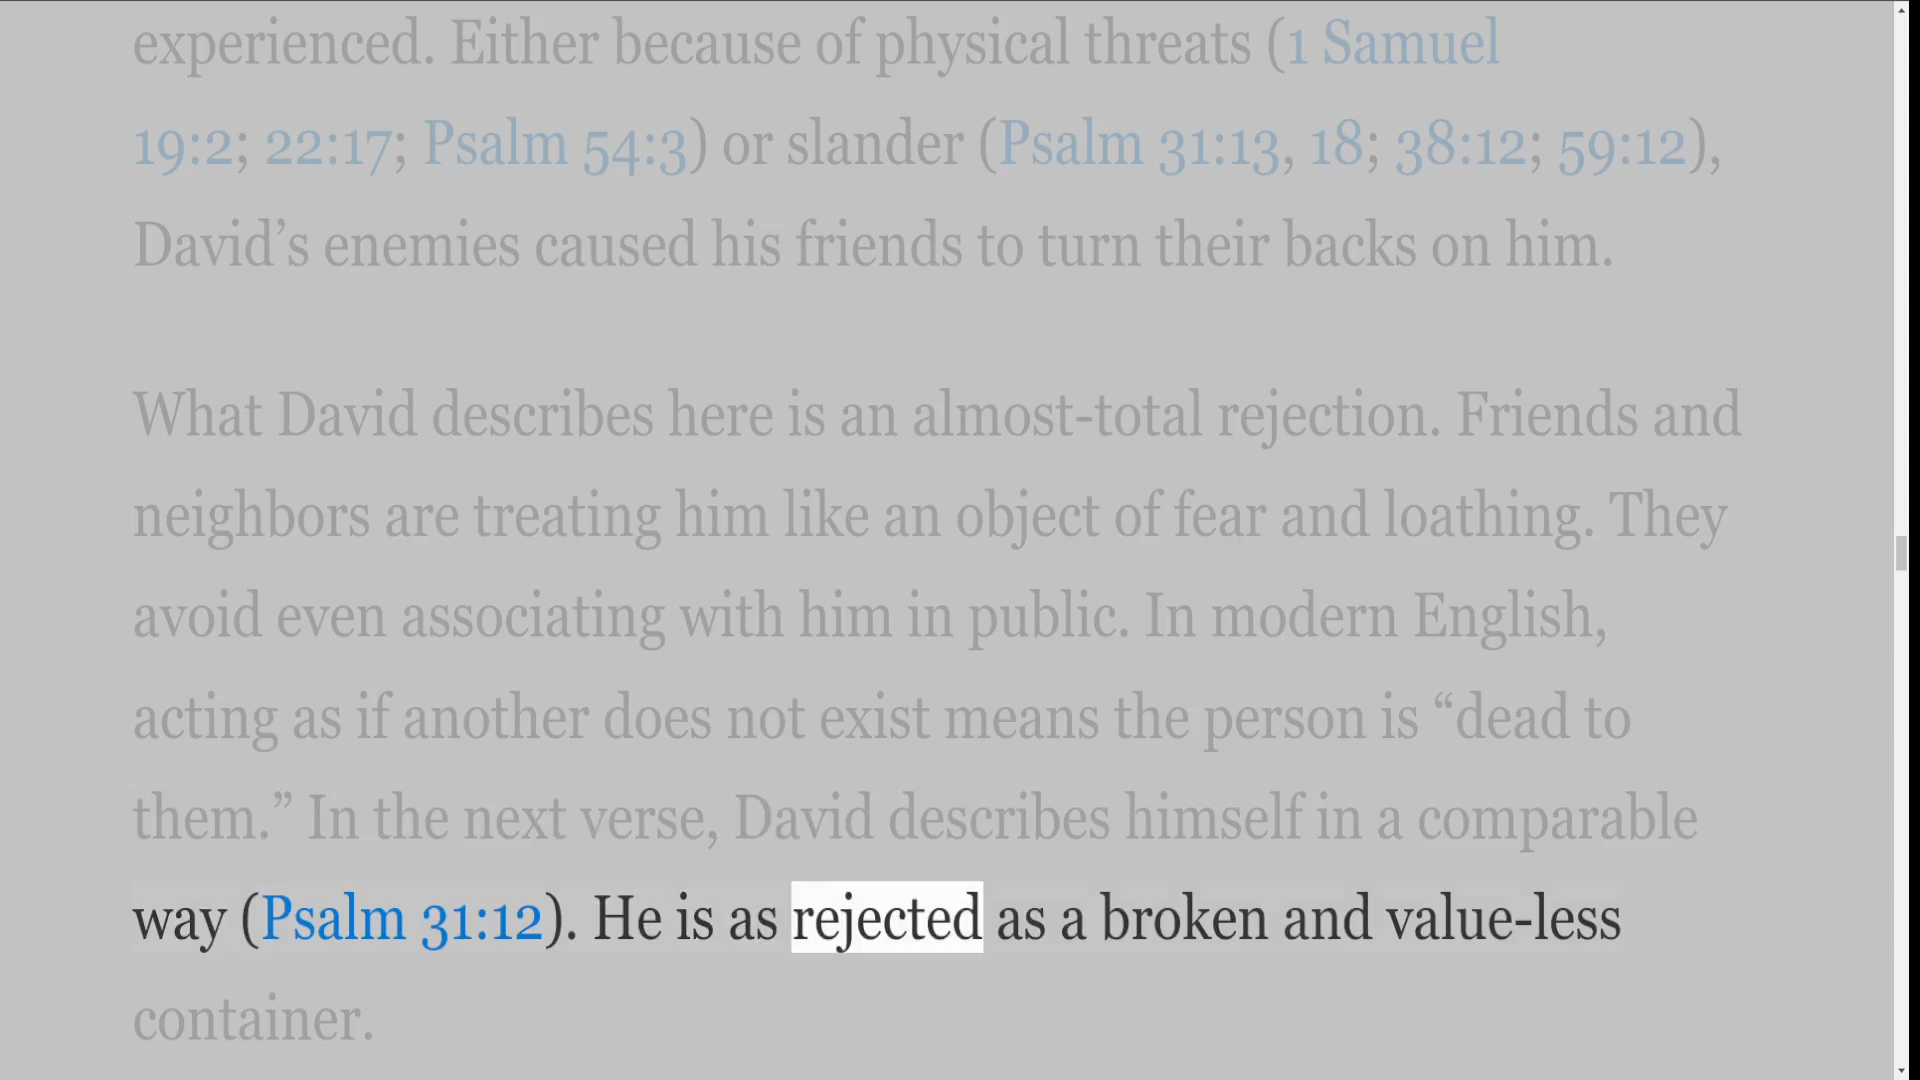 experienced. Either because of physical threats (1 Samuel
19:2; 22:17; Psalm 54:3) or slander (Psalm 31:13, 18; 38:12; 59:12),
David’s enemies caused his friends to turn their backs on him.
What David describes here is an almost-total rejection. Friends and
neighbors are treating him like an object of fear and loathing. They
avoid even associating with him in public. In modern English,
acting as if another does not exist means the person is “dead to
them.” In the next verse, David describes himself in a comparable
way (Psalm 31:12). He is as rejected as a broken and value-less
container.